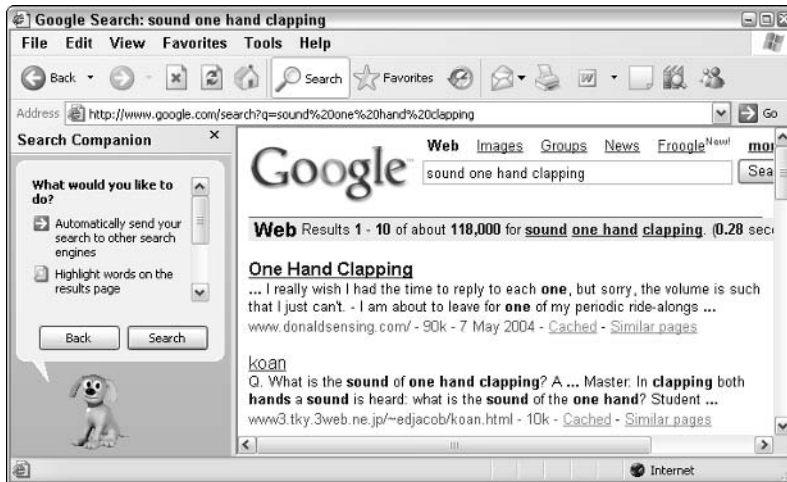 Google Search: sound one hand clapping
File Edit View Favorites Tools Help
Back Search Favorites W
Address http://www.google.com/search?q=sound%20one%20hand%20clapping Go
Search Companion ×
What would you like to
do?
Automatically send your
search to other search
engines
Highlight words on the
results page
Back Search
Web Images Groups News Froogle New!
Google™
sound one hand clapping
Web Results 1 - 10 of about 118,000 for sound one hand clapping. (0.28
One Hand Clapping
... I really wish I had the time to reply to each one, but sorry, the volume is such
that I just can't. - I am about to leave for one of my periodic ride-alongs ...
www.donaldsensing.com/ - 90k - 7 May 2004 - Cached - Similar pages
koan
Q. What is the sound of one hand clapping? A ... Master: In clapping both
hands a sound is heard: what is the sound of the one hand? Student ...
www3.tky.3web.ne.jp/~edjacob/koan.html - 10k - Cached - Similar pages
Internet